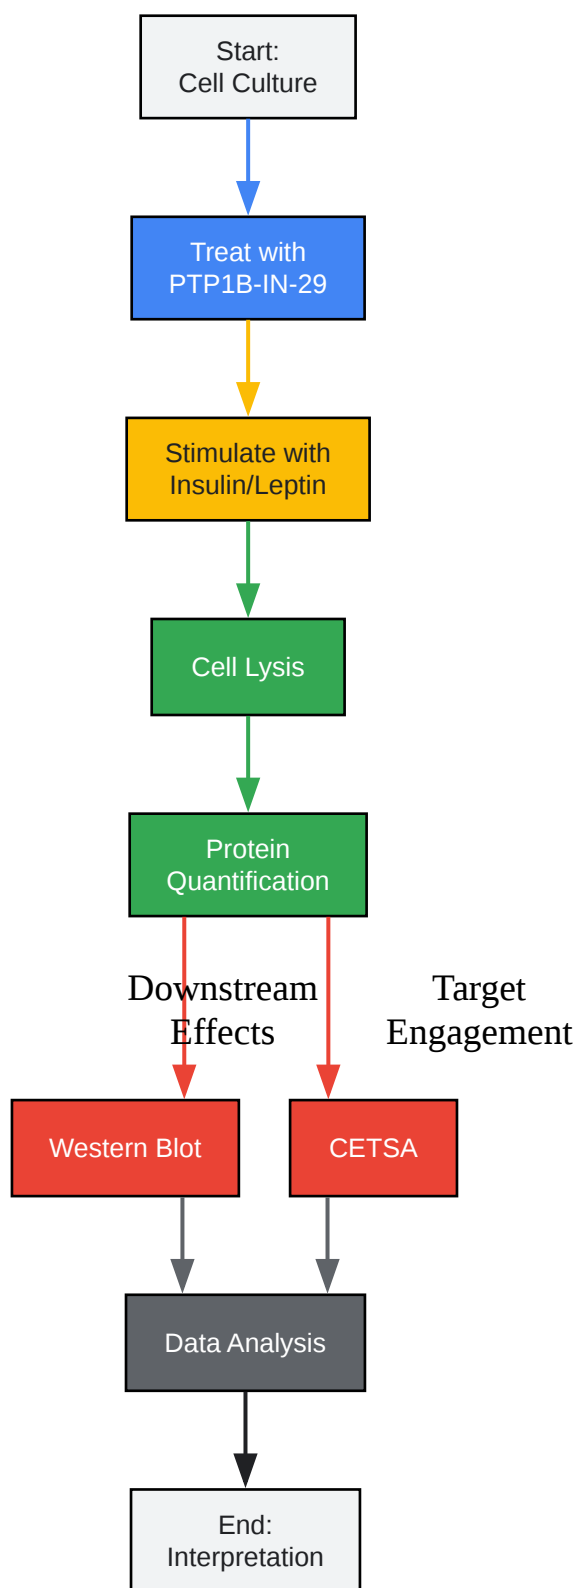 Start:
Cell Culture
Treat with
PTP1B-IN-29
Stimulate with
Insulin/Leptin
Cell Lysis
Protein
Quantification
Downstream
Effects
Target
Engagement
Western Blot
CETSA
Data Analysis
End:
Interpretation